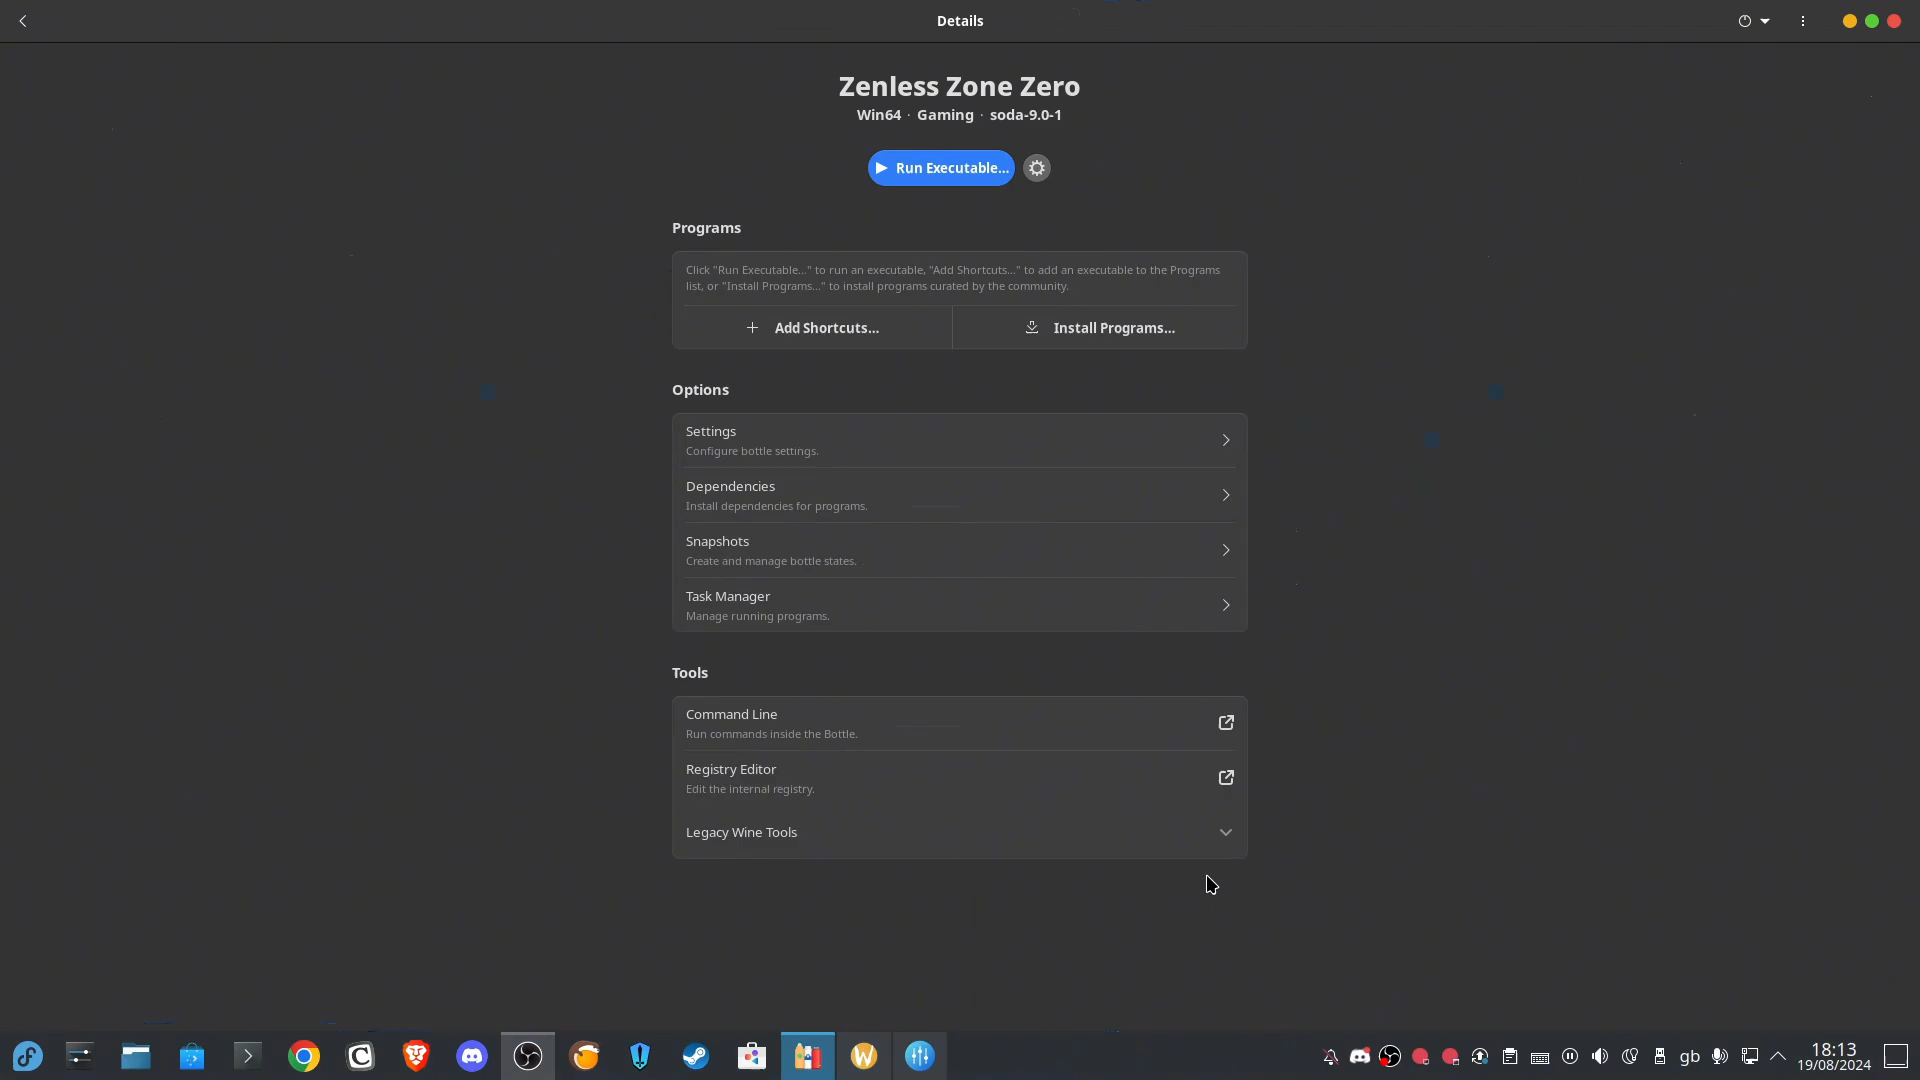 Details
Zenless Zone Zero
Win64 · Gaming · soda-9.0-1
Run Executable...
Programs
Click "Run Executable..." to run an executable, "Add Shortcuts..." to add an executable to the Programs
list, or "Install Programs..." to install programs curated by the community.
Add Shortcuts...
Install Programs...
Options
Settings
Configure bottle settings.
Dependencies
Install dependencies for programs.
Snapshots
Create and manage bottle states.
Task Manager
Manage running programs.
Tools
Command Line
Run commands inside the Bottle.
Registry Editor
Edit the internal registry.
Legacy Wine Tools
gb
18:13
19/08/2024